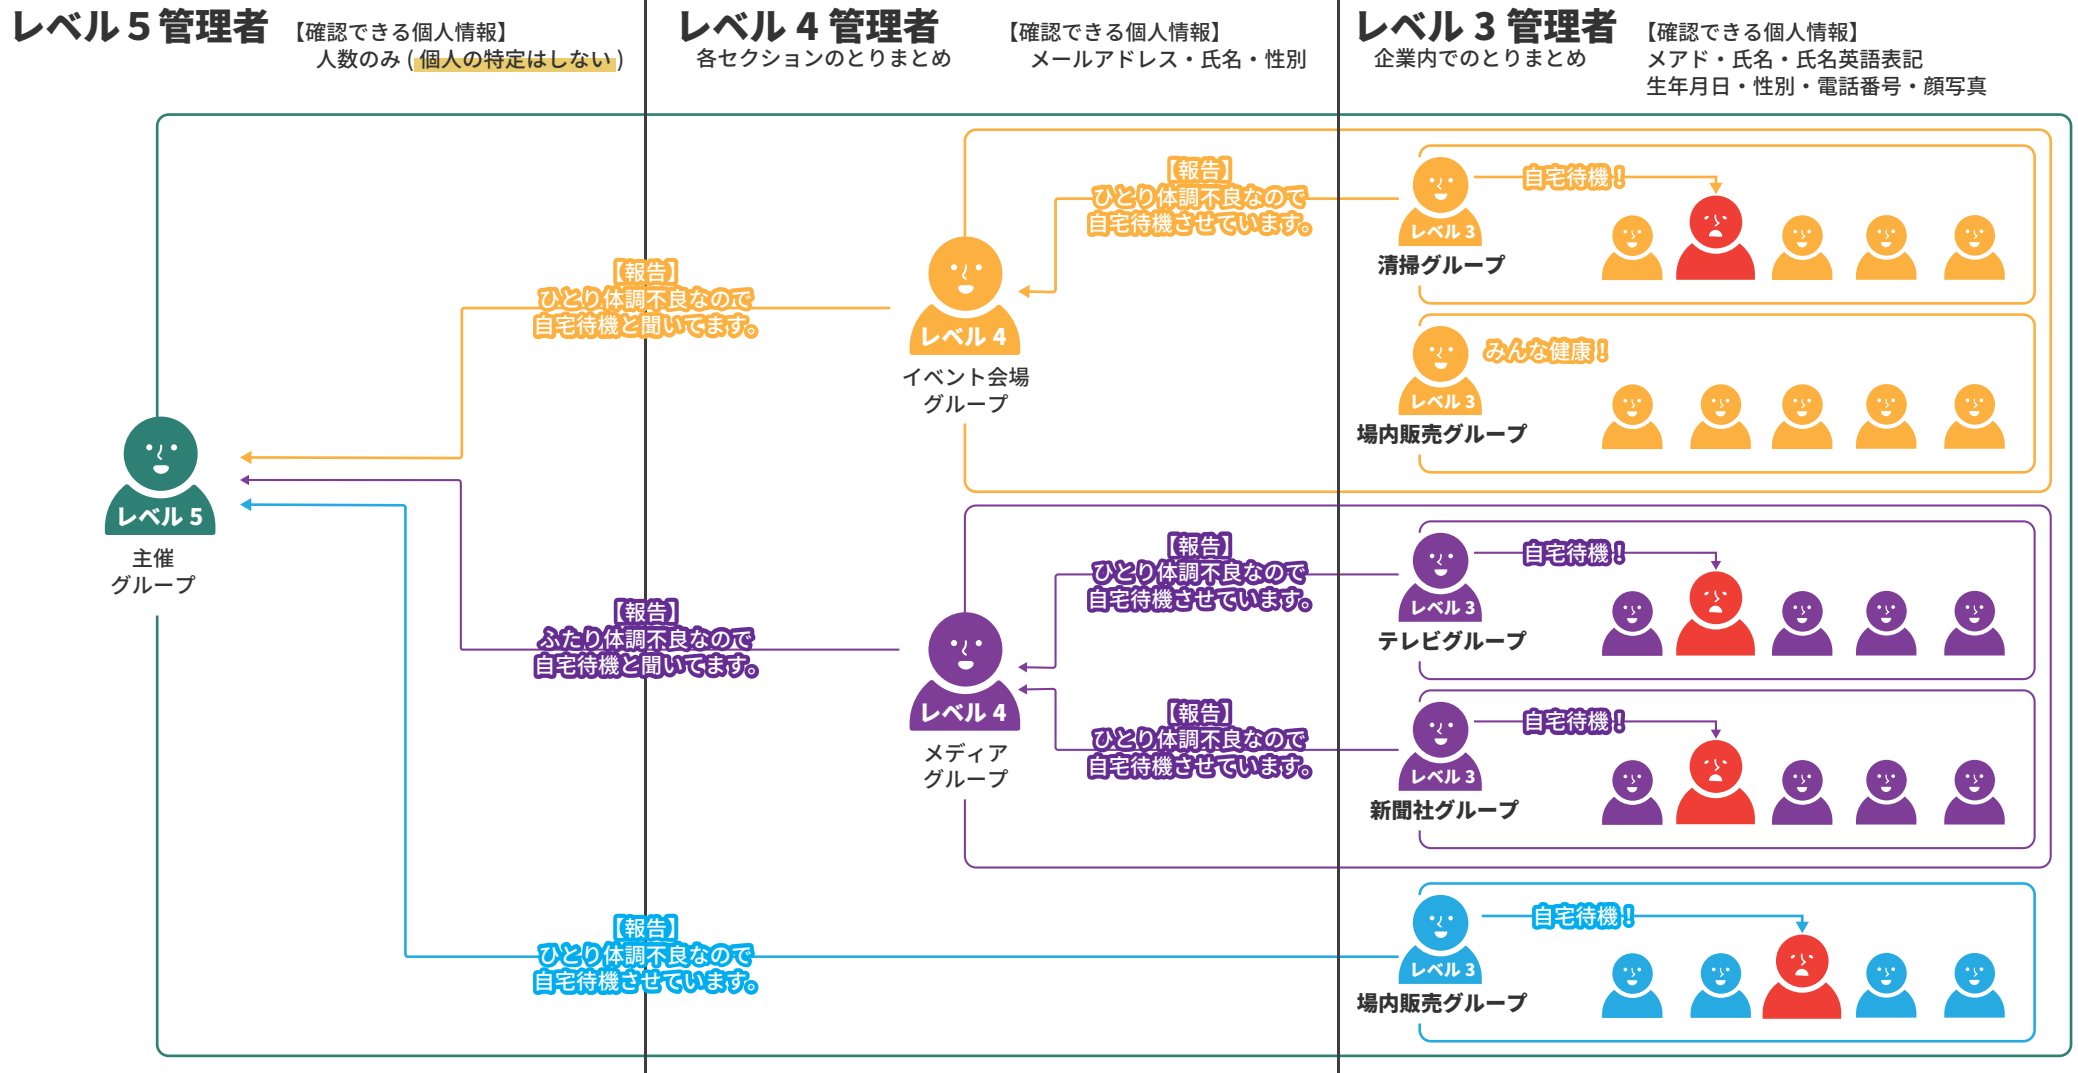 レベル 5 管理者
【確認できる個人情報】
人数のみ ( 個人の特定はしない )
レベル 4 管理者
各セクションのとりまとめ
【確認できる個人情報】
メールアドレス・氏名・性別
レベル 3 管理者
企業内でのとりまとめ
【確認できる個人情報】
メアド・氏名・氏名英語表記
生年月日・性別・電話番号・顔写真
レベル 5
主催
グループ
【報告】
ひとり体調不良なので
自宅待機と聞いてます。
レベル 4
イベント会場
グループ
【報告】
ひとり体調不良なので
自宅待機させています。
レベル 3
清掃グループ
自宅待機！
レベル 3
場内販売グループ
みんな健康！
【報告】
ふたり体調不良なので
自宅待機と聞いてます。
レベル 4
メディア
グループ
【報告】
ひとり体調不良なので
自宅待機させています。
レベル 3
テレビグループ
自宅待機！
【報告】
ひとり体調不良なので
自宅待機させています。
レベル 3
新聞社グループ
自宅待機！
【報告】
ひとり体調不良なので
自宅待機させています。
レベル 3
場内販売グループ
自宅待機！